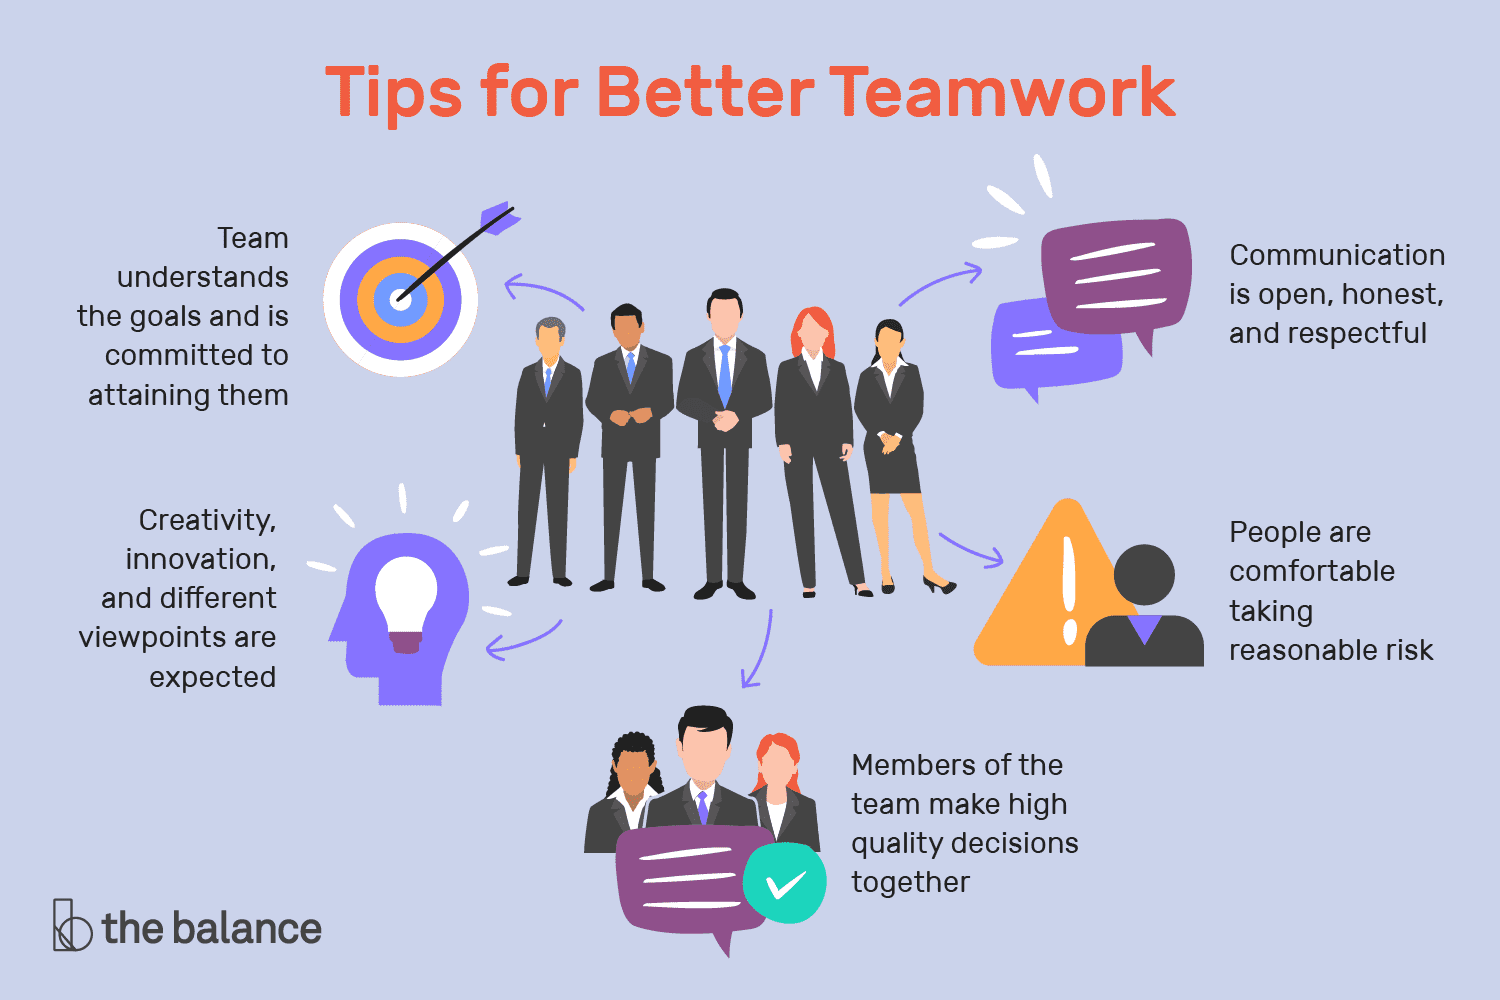 Tips for Better Teamwork
Team
understands
the goals and is
committed to
attaining them
Communication
is open, honest,
and respectful
Creativity,
innovation,
and different
viewpoints are
expected
People are
comfortable
taking
reasonable risk
Members of the
team make high
quality decisions
together
the balance